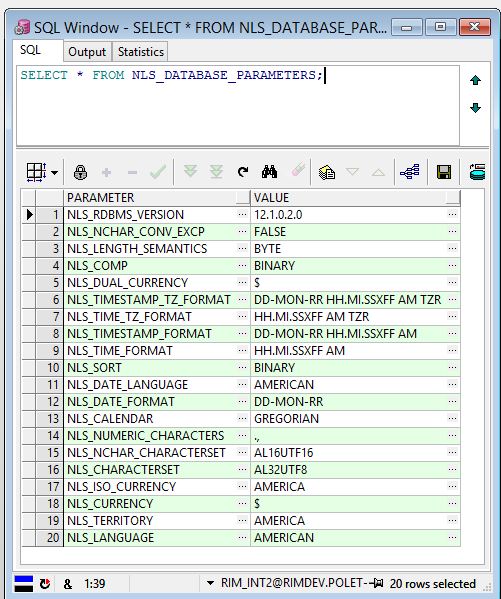 SQL Window - SELECT * FROM NLS_DATABASE_PAR...
SQL Output Statistics
SELECT * FROM NLS_DATABASE_PARAMETERS;
PARAMETER ... VALUE ...
1 NLS_RDBMS_VERSION ... 12.1.0.2.0 ...
2 NLS_NCHAR_CONV_EXCP ... FALSE ...
3 NLS_LENGTH_SEMANTICS ... BYTE ...
4 NLS_COMP ... BINARY ...
5 NLS_DUAL_CURRENCY ... $ ...
6 NLS_TIMESTAMP_TZ_FORMAT ... DD-MON-RR HH.MI.SSXFF AM TZR ...
7 NLS_TIME_TZ_FORMAT ... HH.MI.SSXFF AM TZR ...
8 NLS_TIMESTAMP_FORMAT ... DD-MON-RR HH.MI.SSXFF AM ...
9 NLS_TIME_FORMAT ... HH.MI.SSXFF AM ...
10 NLS_SORT ... BINARY ...
11 NLS_DATE_LANGUAGE ... AMERICAN ...
12 NLS_DATE_FORMAT ... DD-MON-RR ...
13 NLS_CALENDAR ... GREGORIAN ...
14 NLS_NUMERIC_CHARACTERS ... ., ...
15 NLS_NCHAR_CHARACTERSET ... AL16UTF16 ...
16 NLS_CHARACTERSET ... AL32UTF8 ...
17 NLS_ISO_CURRENCY ... AMERICA ...
18 NLS_CURRENCY ... $ ...
19 NLS_TERRITORY ... AMERICA ...
20 NLS_LANGUAGE ... AMERICAN ...
& 1:39 RIM_INT2@RIMDEV.POLET- 20 rows selected